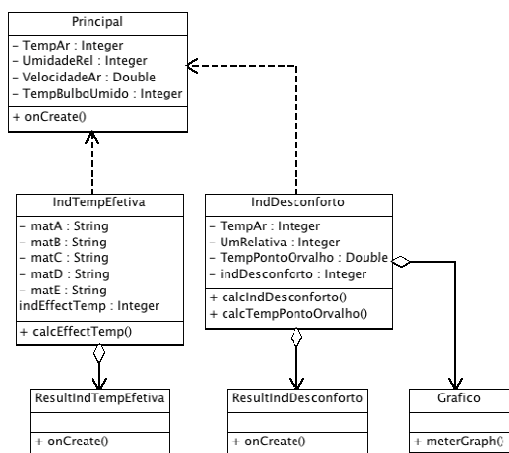 Principal
- TempAr : Integer
- UmidadeRel : Integer
- VelocidadeAr : Double
- TempBulboUmido : Integer
+ onCreate()
IndTempEfetiva
- matA : String
- matB : String
- matC : String
- matD : String
- matE : String
indEffectTemp : Integer
+ calcEffectTemp()
IndDesconforto
- TempAr : Integer
- UmRelativa : Integer
- TempPontoOrvalho : Double
- indDesconforto : Integer
+ calcIndDesconforto()
+ calcTempPontoOrvalho()
ResultIndTempEfetiva
+ onCreate()
ResultIndDesconforto
+ onCreate()
Grafico
+ meterGraph()